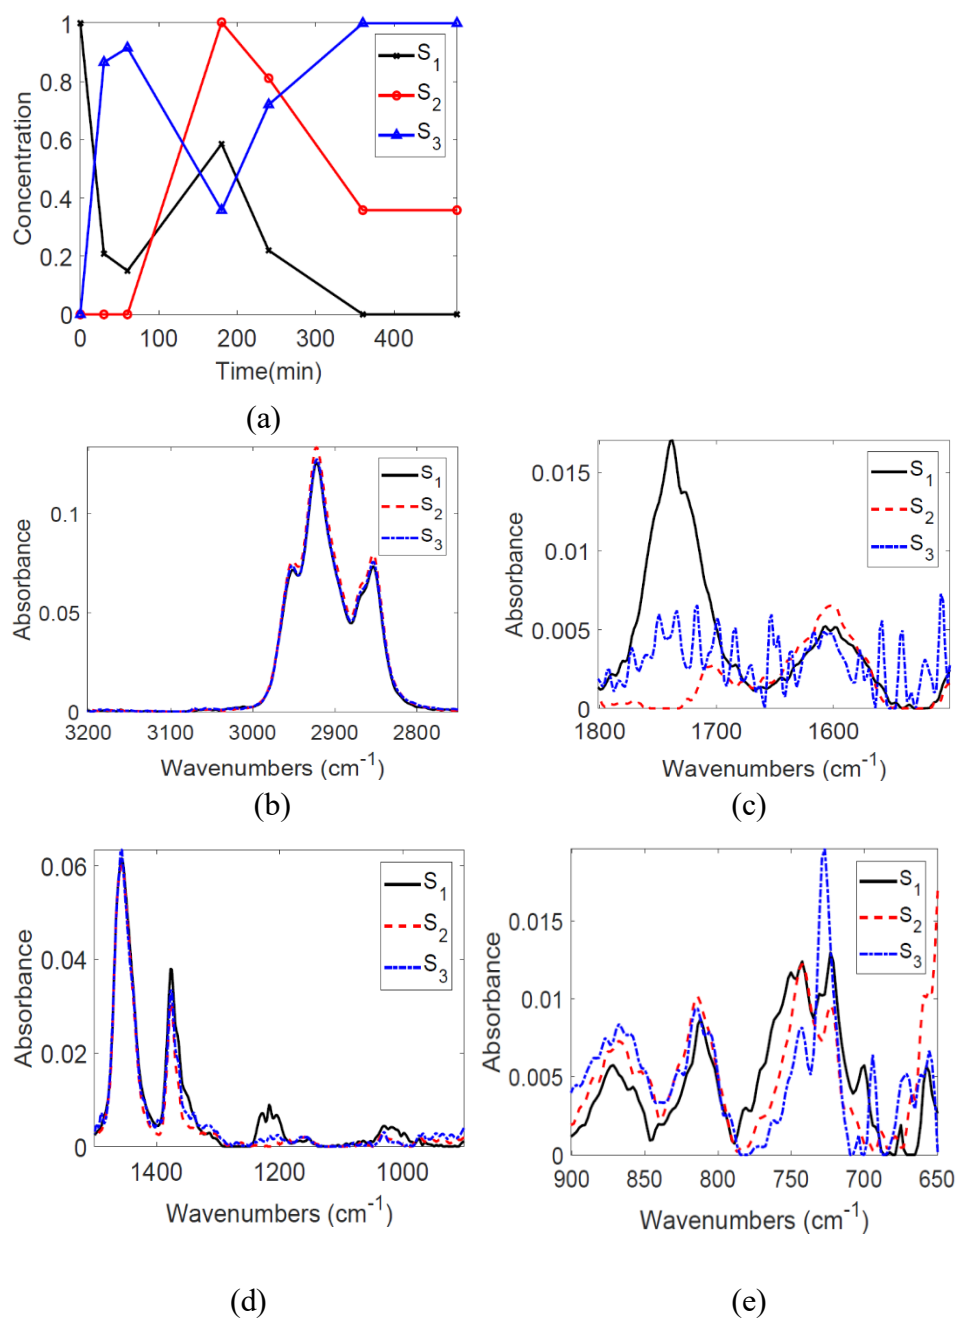 1
0.8
0.6
0.4
0.2
0
Concentration
S1
S2
S3
0 100 200 300 400
Time(min)
(a)
0.1
0.05
0
Absorbance
S1
S2
S3
3200 3100 3000 2900 2800
Wavenumbers (cm-1)
(b)
0.015
0.01
0.005
0
Absorbance
S1
S2
S3
1800 1700 1600
Wavenumbers (cm-1)
(c)
0.06
0.04
0.02
0
Absorbance
S1
S2
S3
1400 1200 1000
Wavenumbers (cm-1)
(d)
0.015
0.01
0.005
0
Absorbance
S1
S2
S3
900 850 800 750 700 650
Wavenumbers (cm-1)
(e)